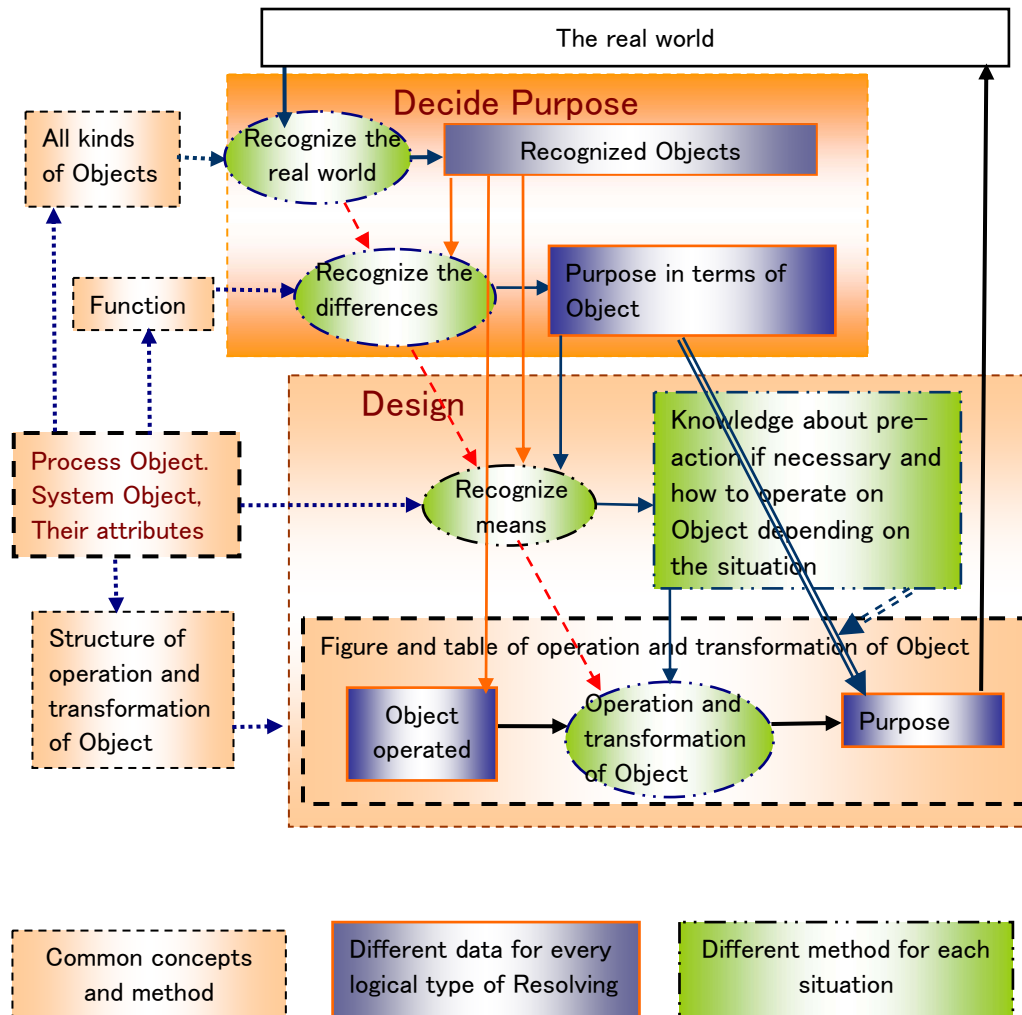 The real world
Decide Purpose
All kinds
of Objects
Recognize the
real world
Recognized Objects
Function
Recognize the
differences
Purpose in terms of
Object
Design
Process Object.
System Object,
Their attributes
Recognize
means
Knowledge about pre-
action if necessary and
how to operate on
Object depending on
the situation
Structure of
operation and
transformation
of Object
Figure and table of operation and transformation of Object
Object
operated
Operation and
transformation
of Object
Purpose
Common concepts
and method
Different data for every
logical type of Resolving
Different method for each
situation